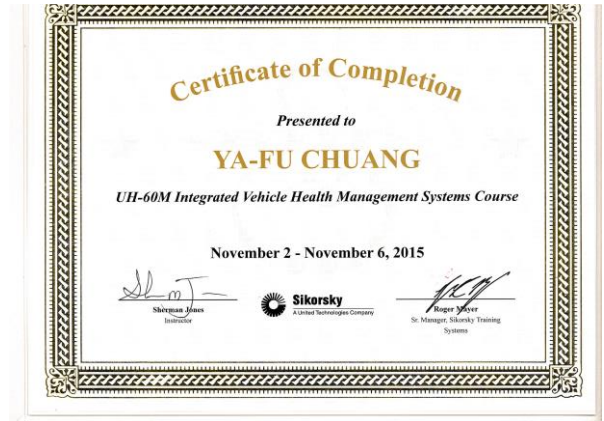 Certificate of Completion
Presented to
YA-FU CHUANG
UH-60M Integrated Vehicle Health Management Systems Course
November 2 - November 6, 2015
Sherman Jones
Instructor
Sikorsky
A United Technologies Company
Roger Mayer
Sr. Manager, Sikorsky Training
Systems